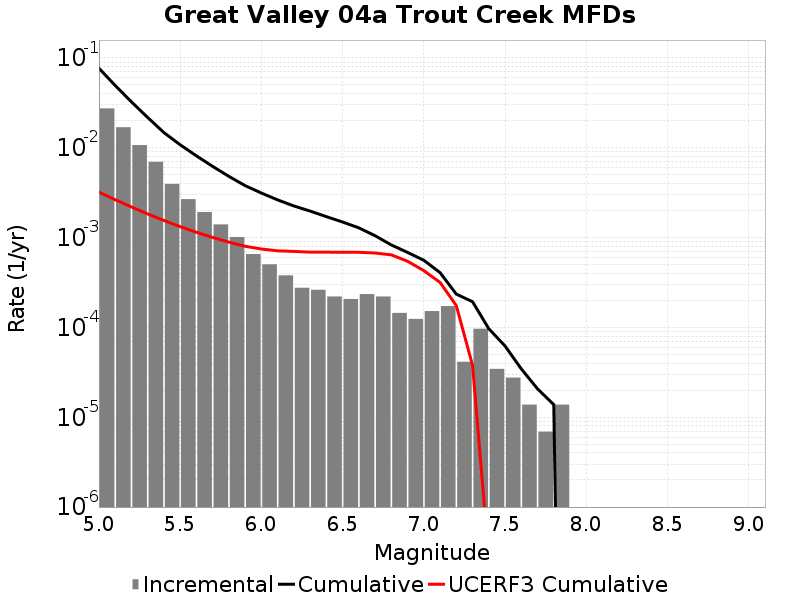 Great Valley 04a Trout Creek MFDs
10^-1
10^-2
10^-3
10^-4
10^-5
10^-6
Rate (1/yr)
5.0 5.5 6.0 6.5 7.0 7.5 8.0 8.5 9.0
Magnitude
Incremental Cumulative UCERF3 Cumulative